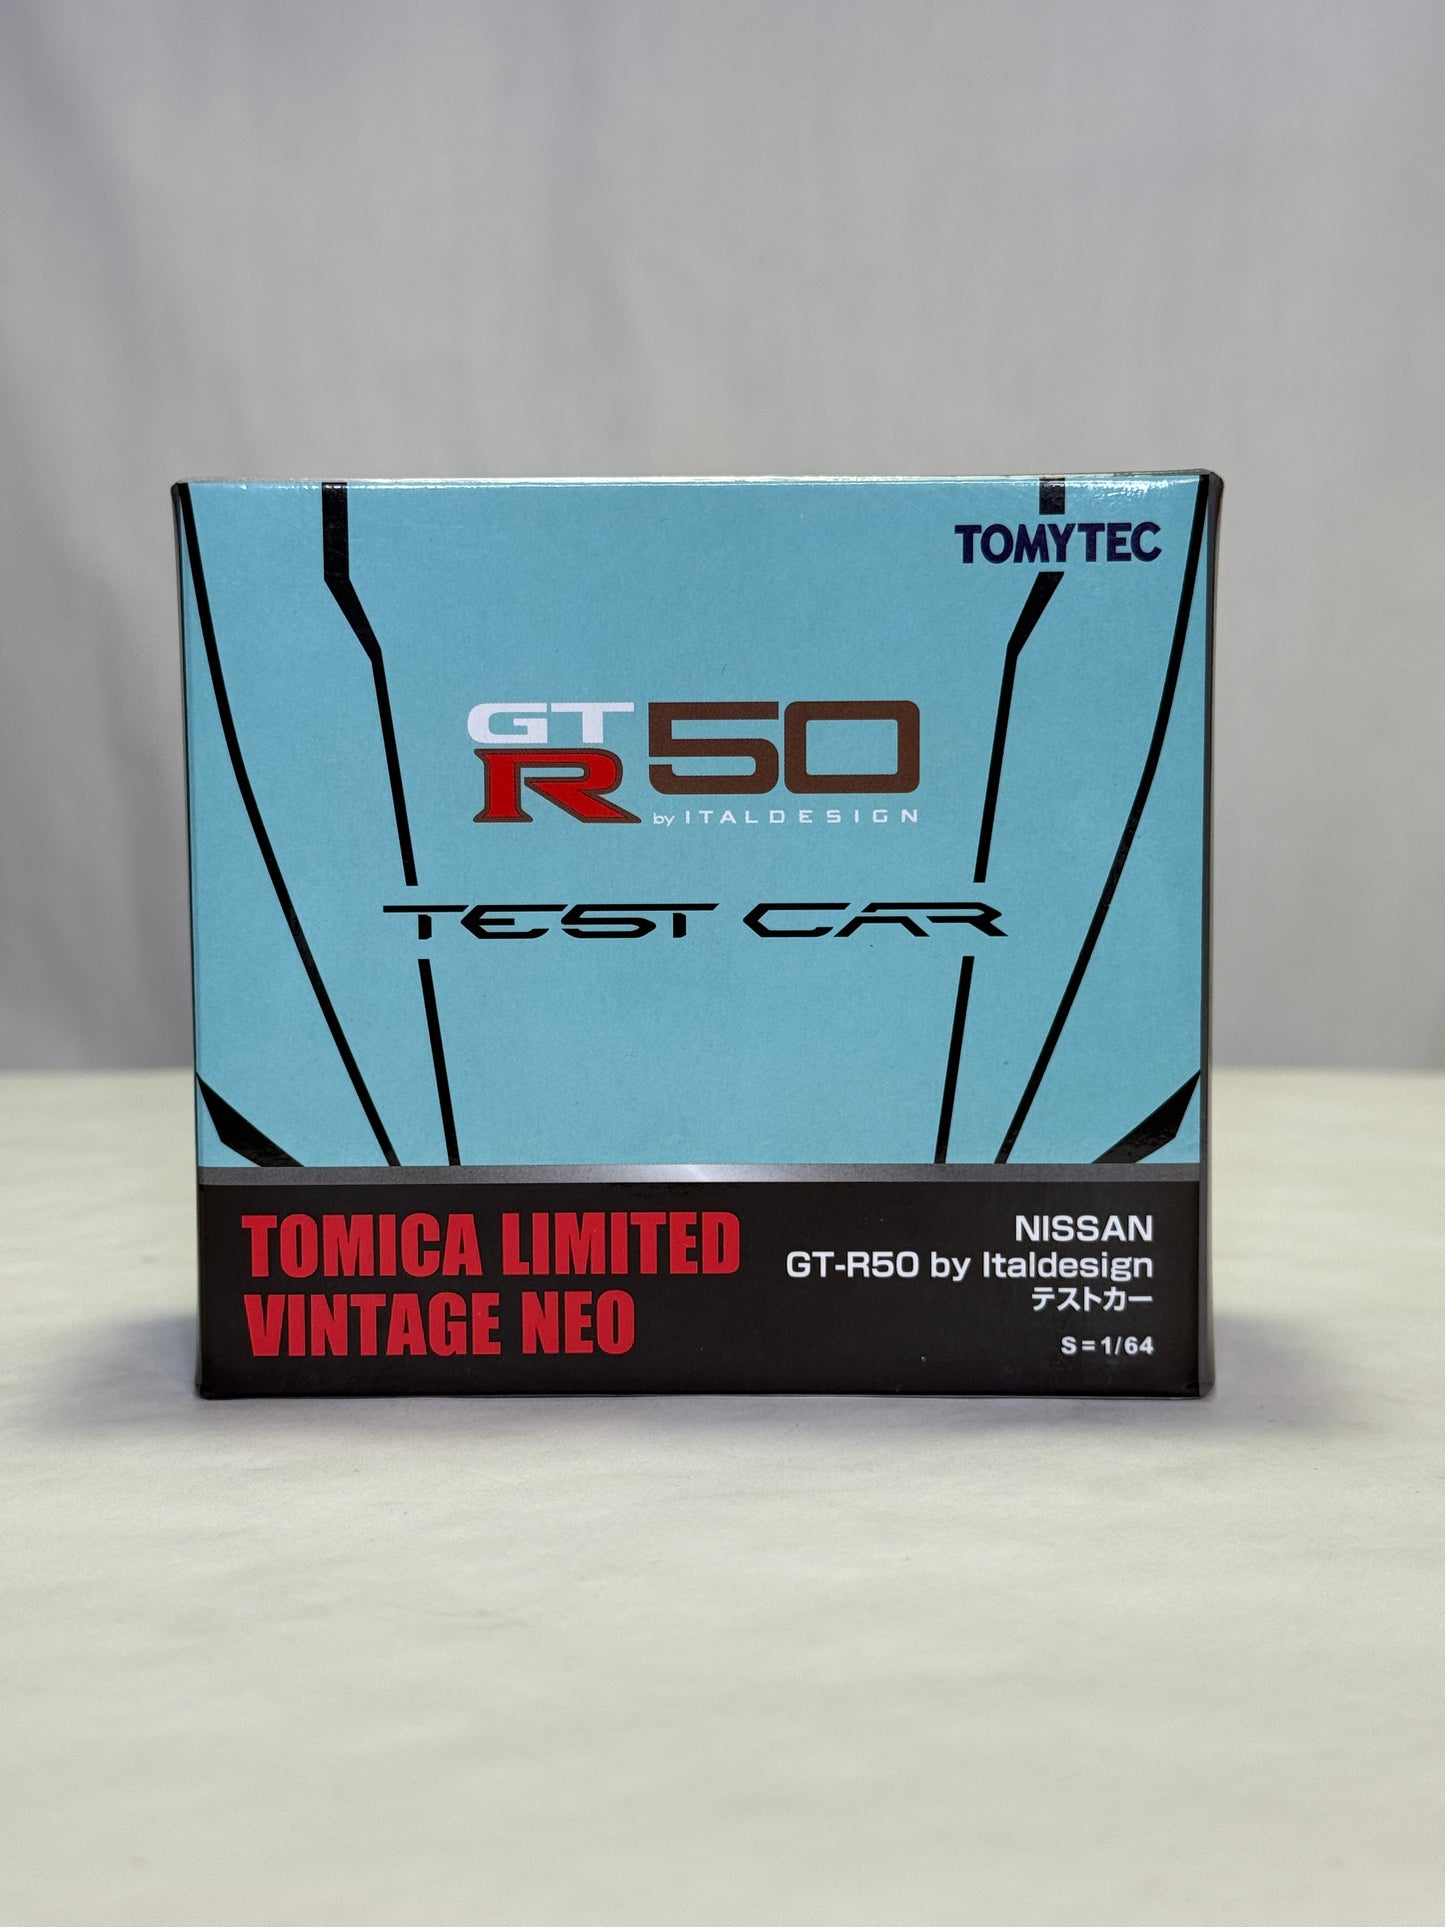 TOMYTEC
GT
R 50
by ITALDESIGN
TEST CAR
TOMICA LIMITED
VINTAGE NEO
NISSAN
GT-R50 by Italdesign
テストカー
S=1/64